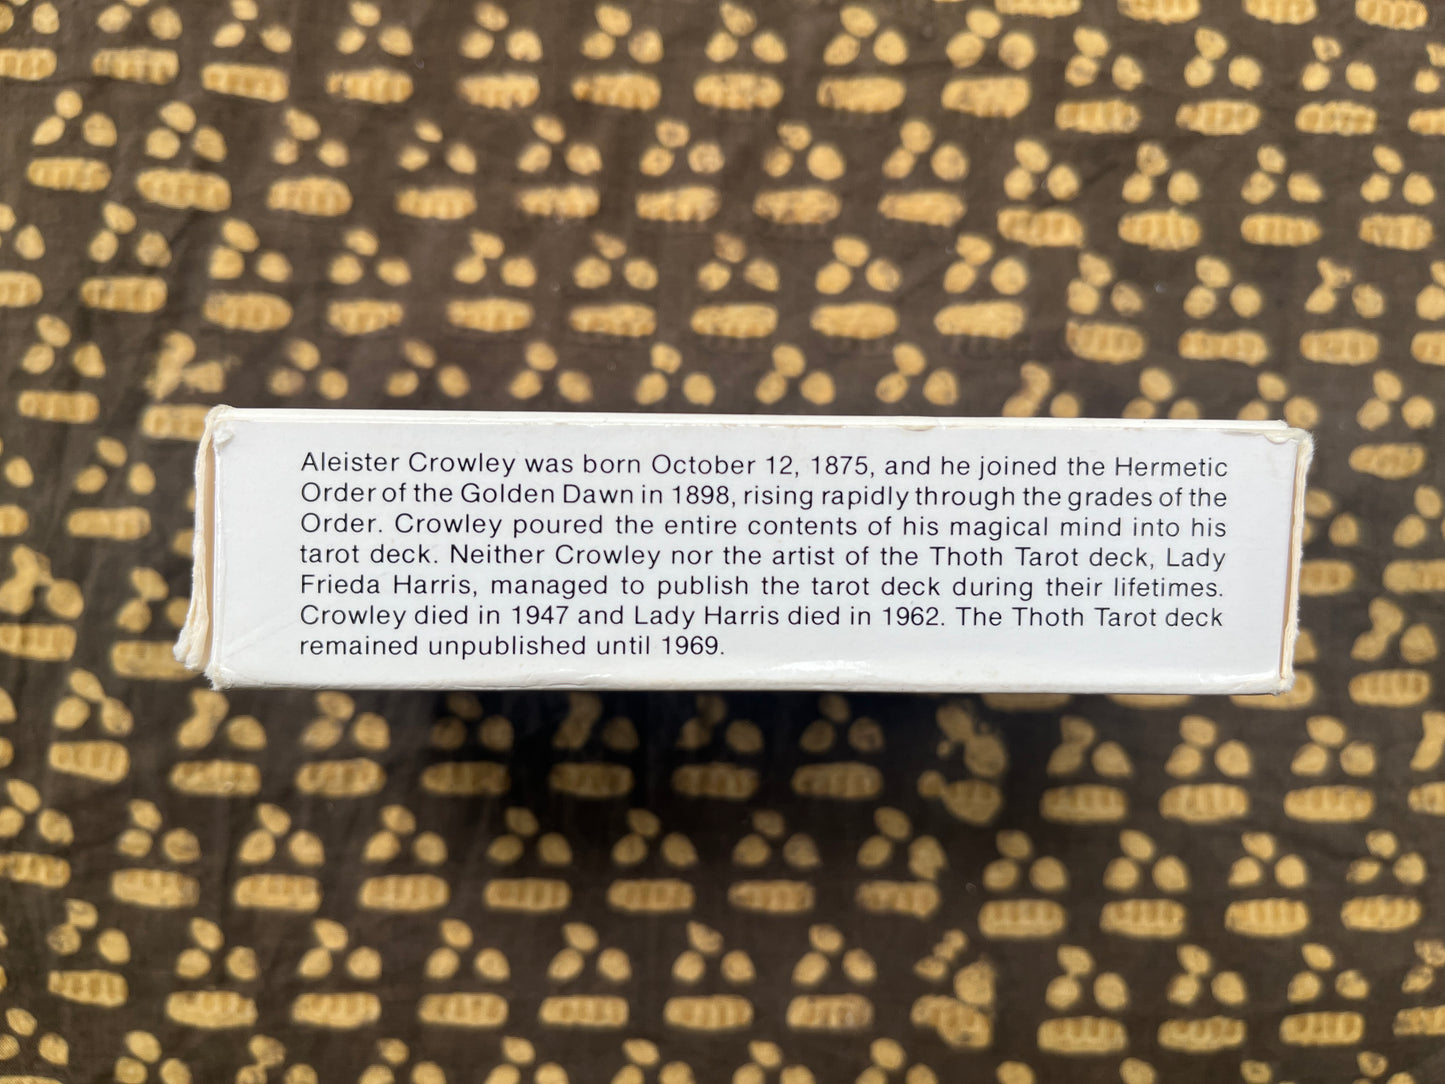 Aleister Crowley was born October 12, 1875, and he joined the Hermetic
Order of the Golden Dawn in 1898, rising rapidly through the grades of the
Order. Crowley poured the entire contents of his magical mind into his
tarot deck. Neither Crowley nor the artist of the Thoth Tarot deck, Lady
Frieda Harris, managed to publish the tarot deck during their lifetimes.
Crowley died in 1947 and Lady Harris died in 1962. The Thoth Tarot deck
remained unpublished until 1969.